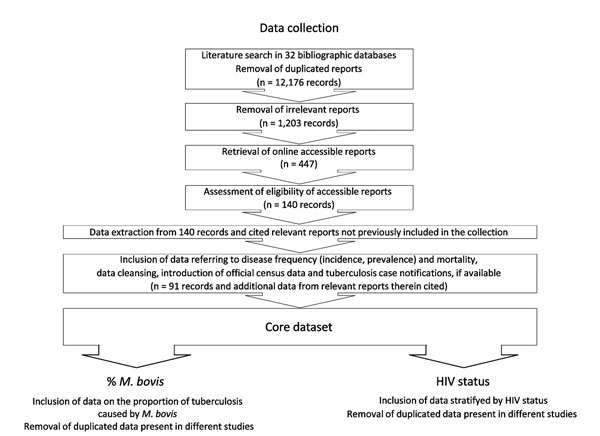 Data collection
Literature search in 32 bibliographic databases
Removal of duplicated reports
(n = 12,176 records)
Removal of irrelevant reports
(n = 1,203 records)
Retrieval of online accessible reports
(n = 447)
Assessment of eligibility of accessible reports
(n = 140 records)
Data extraction from 140 records and cited relevant reports not previously included in the collection
Inclusion of data referring to disease frequency (incidence, prevalence) and mortality,
data cleansing, introduction of official census data and tuberculosis case notifications, if available
(n = 91 records and additional data from relevant reports therein cited)
Core dataset
% M. bovis
Inclusion of data on the proportion of tuberculosis
caused by M. bovis
Removal of duplicated data present in different studies
HIV status
Inclusion of data stratifyed by HIV status
Removal of duplicated data present in different studies